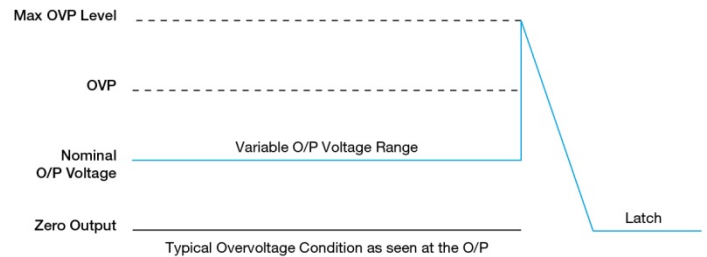 Max OVP Level
OVP
Variable O/P Voltage Range
Nominal
O/P Voltage
Zero Output
Latch
Typical Overvoltage Condition as seen at the O/P